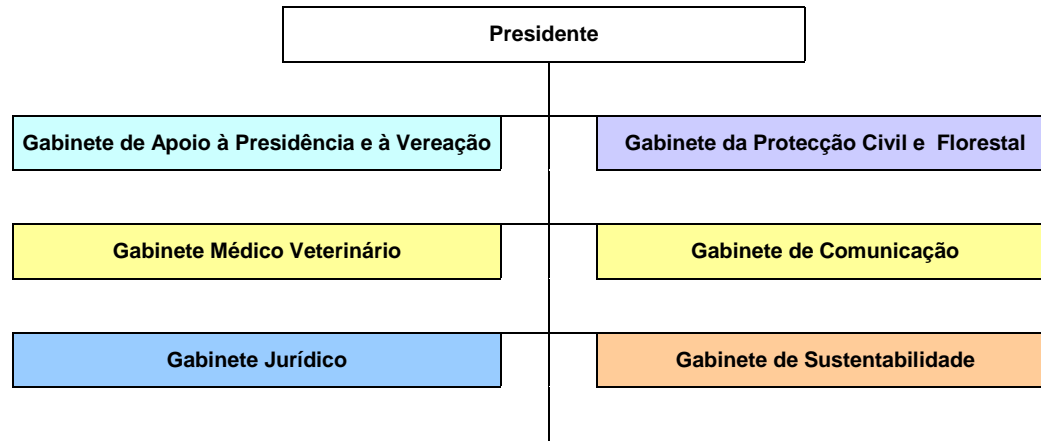 Presidente
Gabinete de Apoio à Presidência e à Vereação
Gabinete da Protecção Civil e  Florestal
Gabinete Médico Veterinário
Gabinete de Comunicação
Gabinete Jurídico
Gabinete de Sustentabilidade